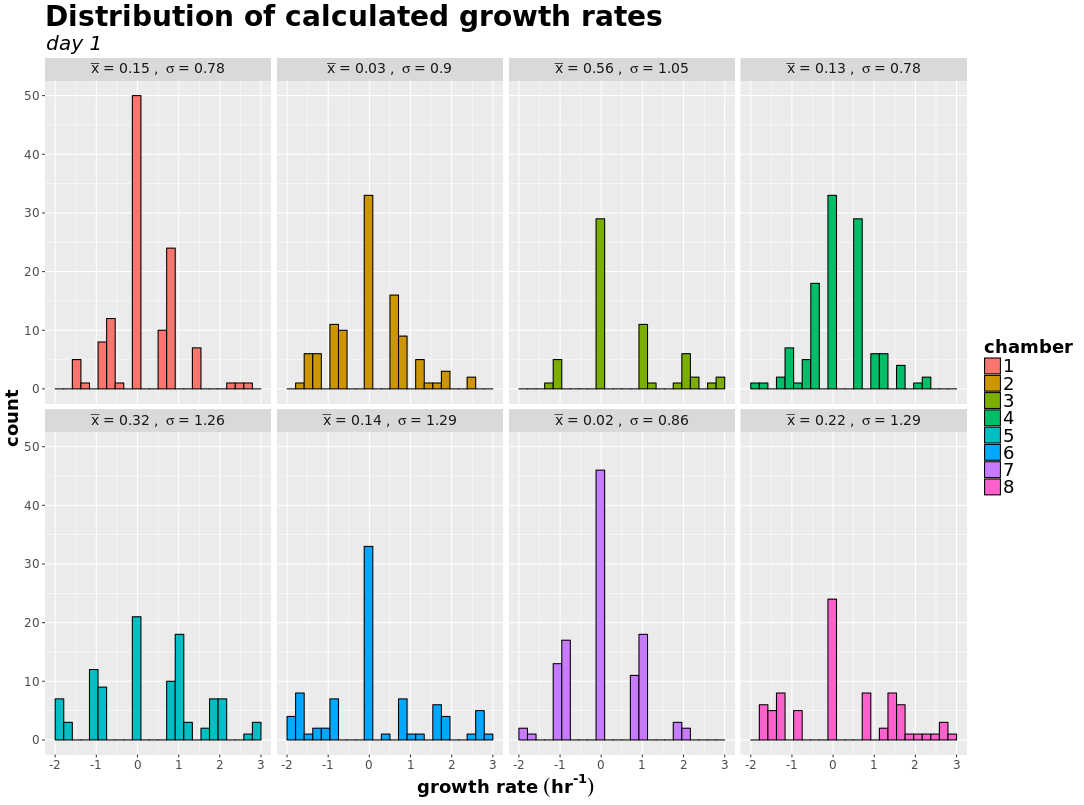 Distribution of calculated growth rates
day 1
x̅ = 0.15 , σ = 0.78
x̅ = 0.03 , σ = 0.9
x̅ = 0.56 , σ = 1.05
x̅ = 0.13 , σ = 0.78
50
40
30
20
10
0
x̅ = 0.32 , σ = 1.26
x̅ = 0.14 , σ = 1.29
x̅ = 0.02 , σ = 0.86
x̅ = 0.22 , σ = 1.29
50
40
30
20
10
0
-2 -1 0 1 2 3
-2 -1 0 1 2 3
-2 -1 0 1 2 3
-2 -1 0 1 2 3
count
growth rate (hr⁻¹)
chamber
1
2
3
4
5
6
7
8